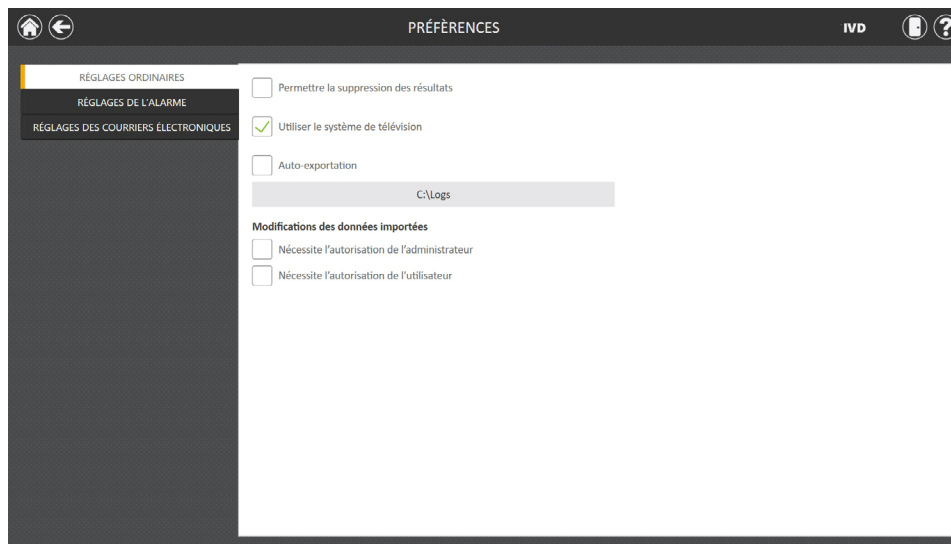 PRÉFÈRENCES
IVD
?
RÉGLAGES ORDINAIRES
RÉGLAGES DE L'ALARME
RÉGLAGES DES COURRIERS ÉLECTRONIQUES
Permettre la suppression des résultats
Utiliser le système de télévision
Auto-exportation
C:\Logs
Modifications des données importées
Nécessite l'autorisation de l'administrateur
Nécessite l'autorisation de l'utilisateur